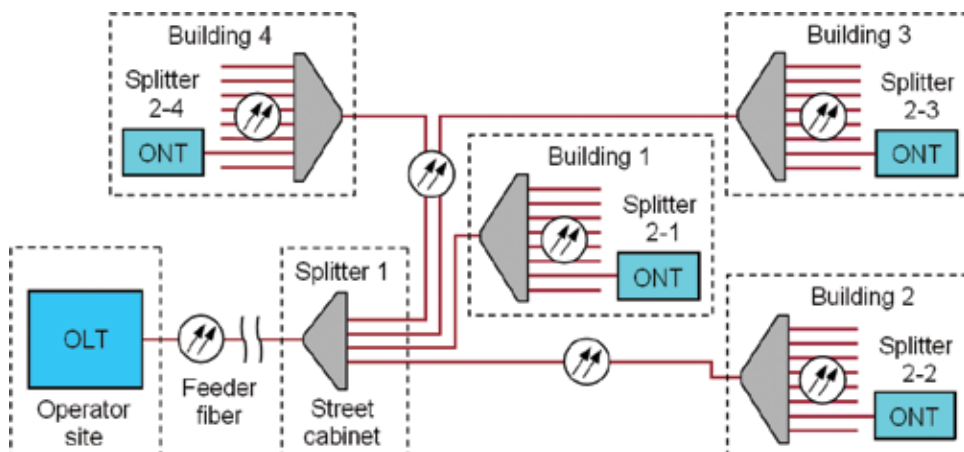 Building 4
Splitter
2-4
ONT
Building 3
Splitter
2-3
ONT
Building 1
Splitter
2-1
ONT
Splitter 1
OLT
Feeder
fiber
Operator
site
Street
cabinet
Building 2
Splitter
2-2
ONT